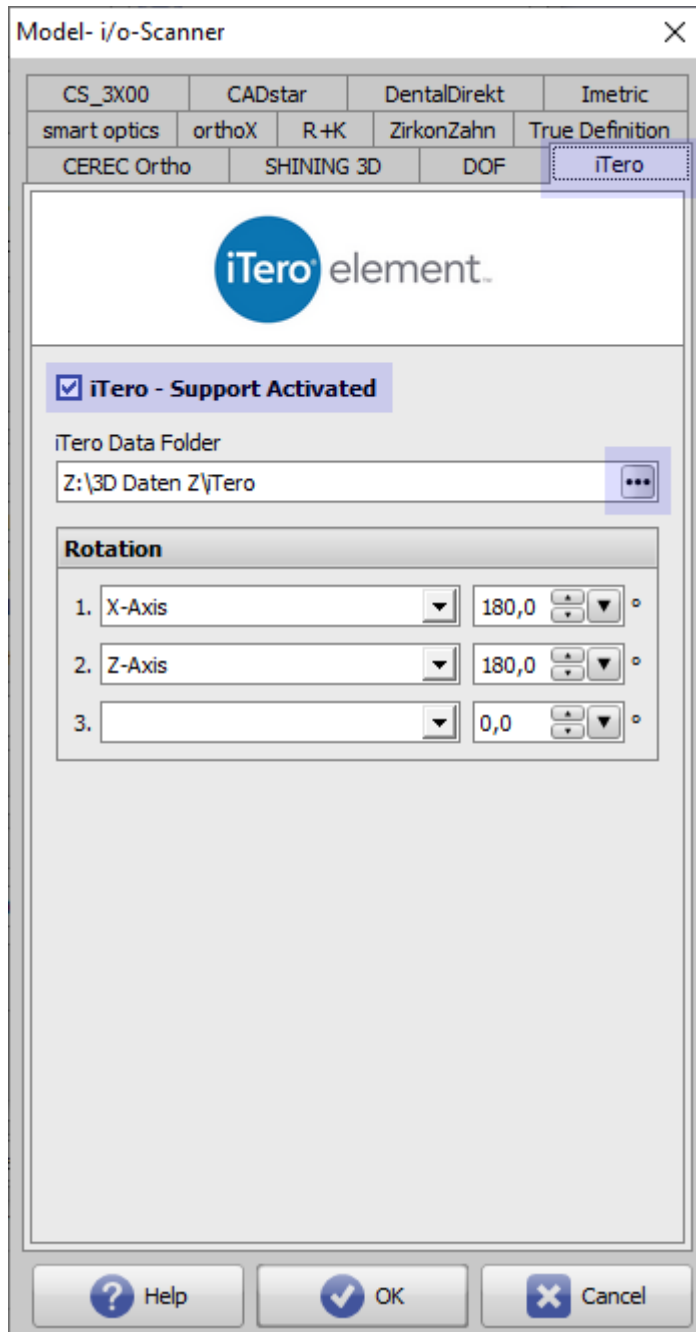 Model- i/o-Scanner
CS_3X00 CADstar DentalDirekt Imetric
smart optics orthoX R+K ZirkonZahn True Definition
CEREC Ortho SHINING 3D DOF iTero
iTero® element™
iTero - Support Activated
iTero Data Folder
Z:\3D Daten Z\iTero
Rotation
1. X-Axis 180,0 °
2. Z-Axis 180,0 °
3. 0,0 °
Help OK Cancel